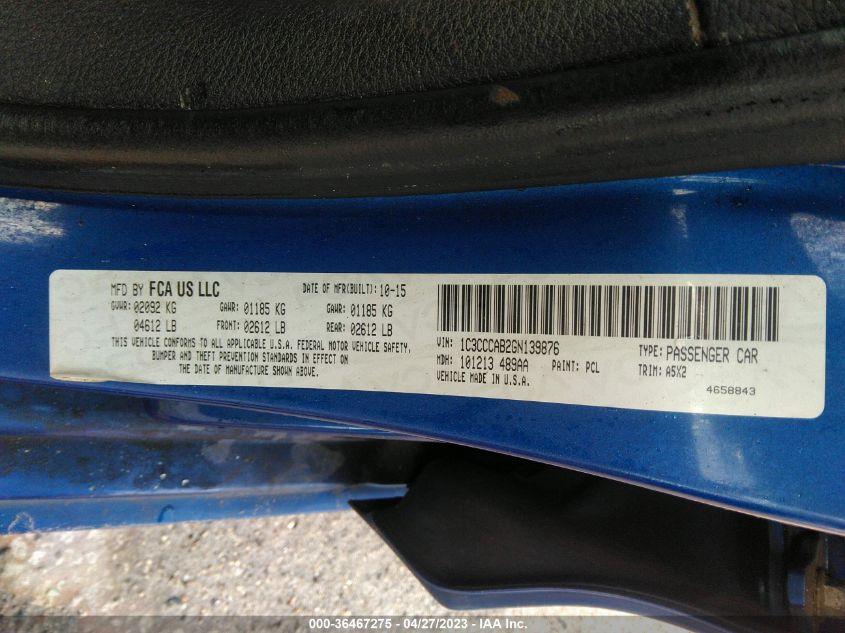 MFD BY FCA US LLC DATE OF MFR(BUILT): 10-15
GVWR: 02092 KG GAWR: 01185 KG GAWR: 01185 KG
04612 LB FRONT: 02612 LB REAR: 02612 LB
THIS VEHICLE CONFORMS TO ALL APPLICABLE U.S.A. FEDERAL MOTOR VEHICLE SAFETY,
BUMPER AND THEFT PREVENTION STANDARDS IN EFFECT ON
THE DATE OF MANUFACTURE SHOWN ABOVE.
VIN: 1C3CCCAB2GN139876 TYPE: PASSENGER CAR
MDH: 101213 489AA PAINT: PCL TRIM: A5X2
VEHICLE MADE IN U.S.A. 4658843
000-36467275 - 04/27/2023 - IAA Inc.